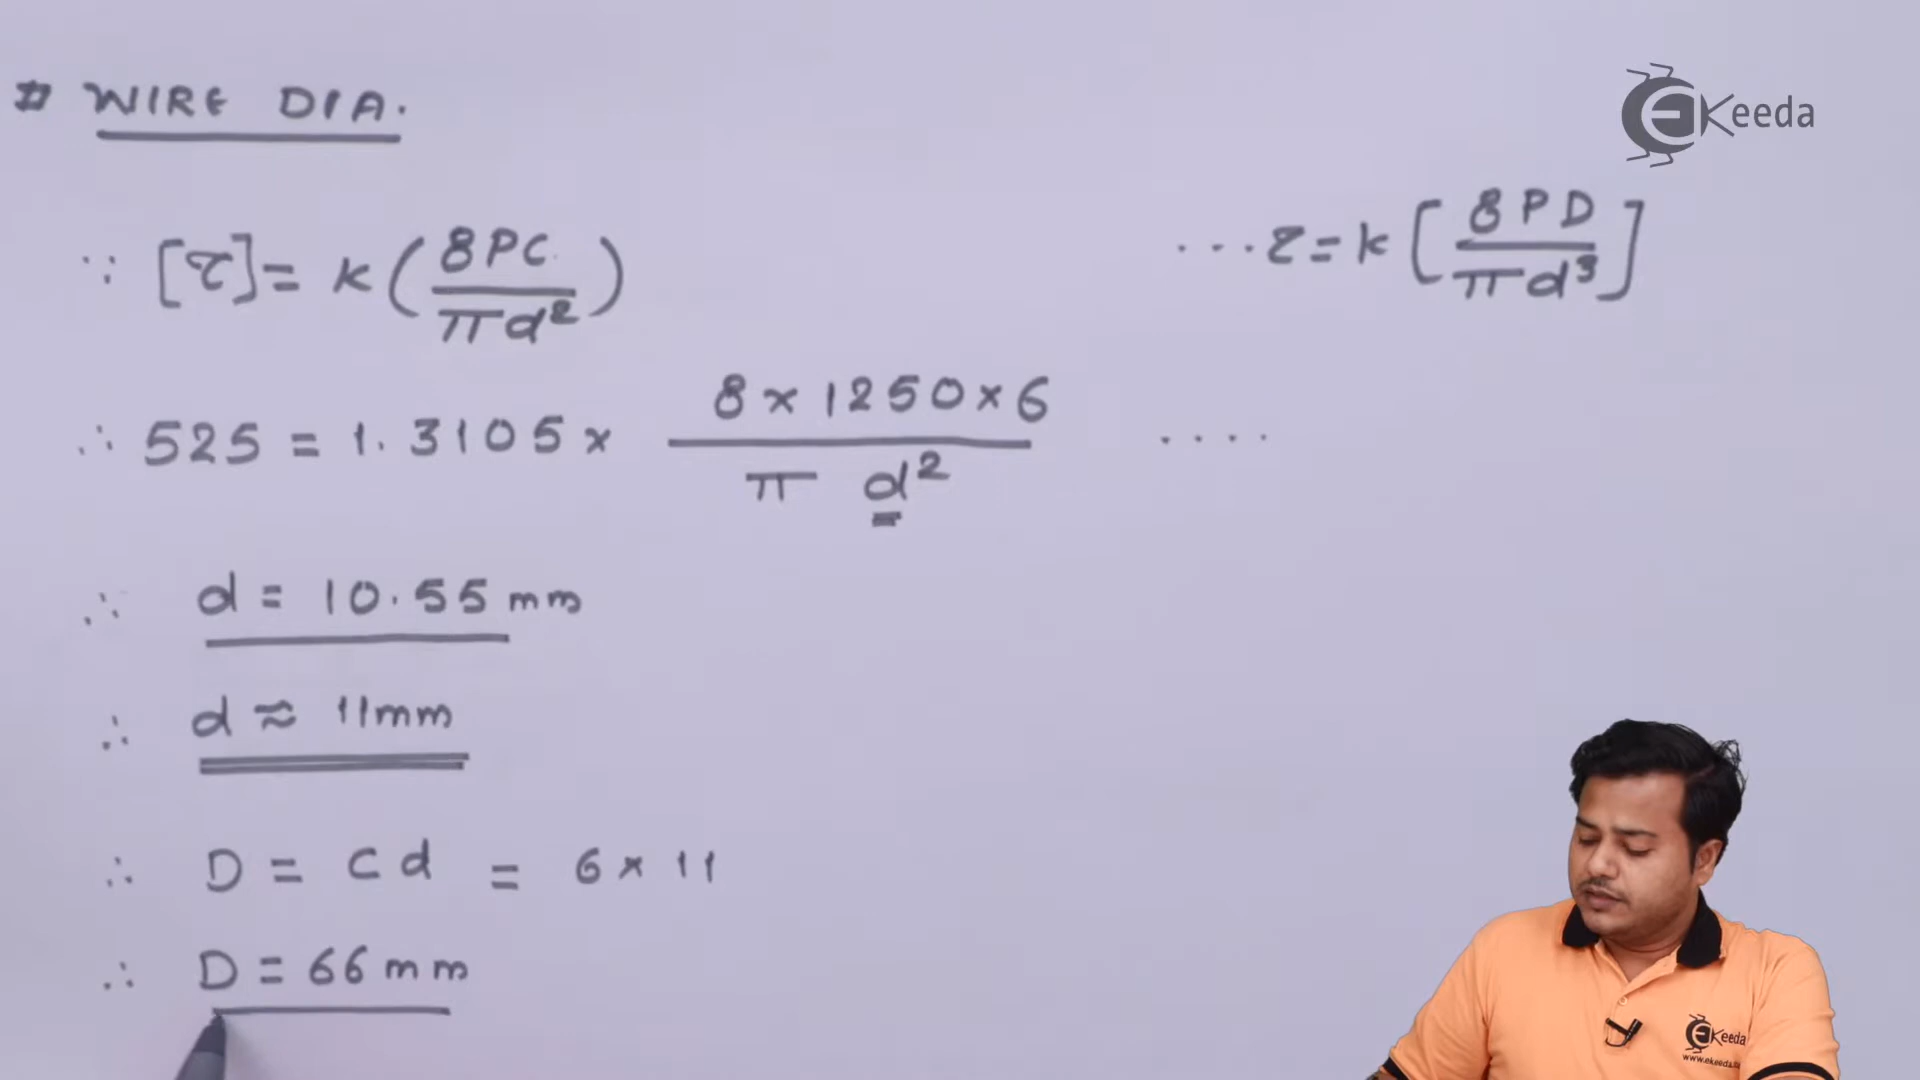 # WIRE DIA.
∵ [τ] = k (8PC / πd²) ... τ = k [8PD / πd³]
∴ 525 = 1.3105 × 8 × 1250 × 6 / π d² ....
∴ d = 10.55 mm
∴ d ≈ 11mm
∴ D = Cd = 6 × 11
∴ D = 66 mm
EKeeda
EKeeda
www.ekeeda.